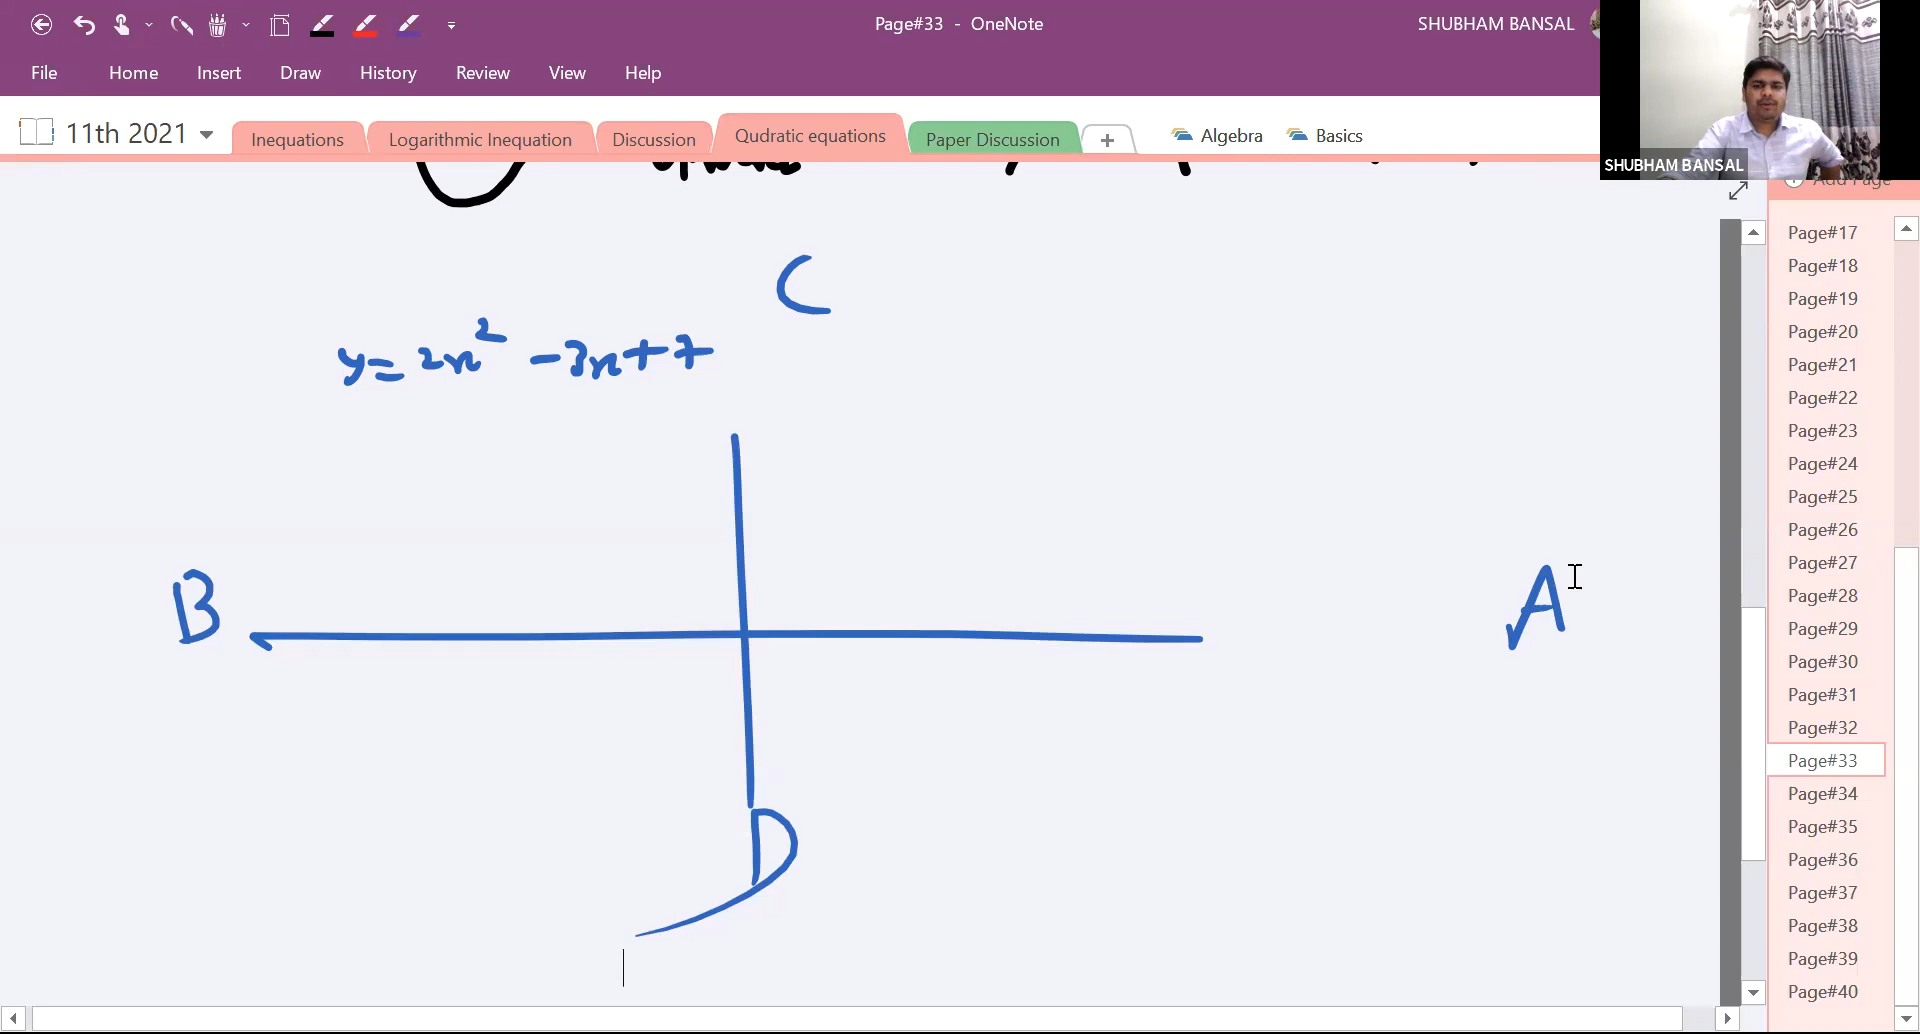 Page#33 - OneNote
SHUBHAM BANSAL
File Home Insert Draw History Review View Help
11th 2021
Inequations Logarithmic Inequation Discussion Qudratic equations Paper Discussion + Algebra Basics
SHUBHAM BANSAL
Add Page
C
y = 2x² - 3x + 7
B
A
D
Page#17
Page#18
Page#19
Page#20
Page#21
Page#22
Page#23
Page#24
Page#25
Page#26
Page#27
Page#28
Page#29
Page#30
Page#31
Page#32
Page#33
Page#34
Page#35
Page#36
Page#37
Page#38
Page#39
Page#40